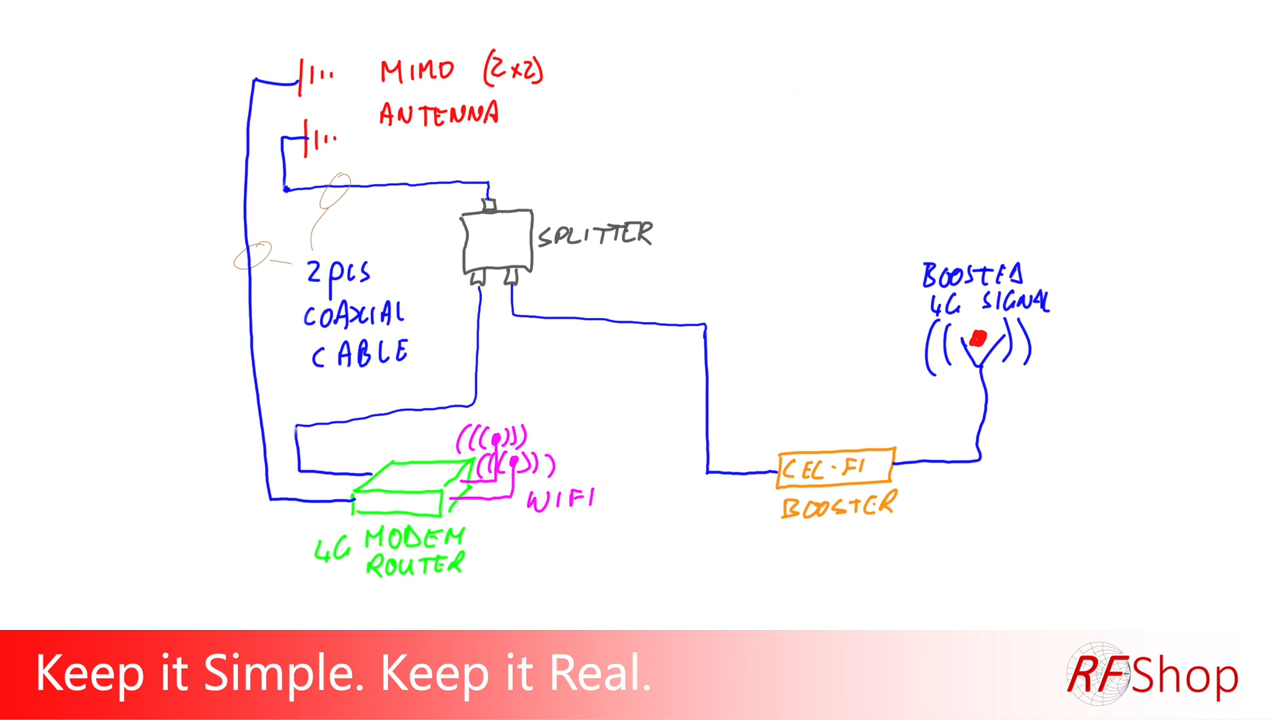 MIMO (2x2)
ANTENNA
SPLITTER
2pcs
COAXIAL
CABLE
BOOSTED
4G SIGNAL
CEL-FI
BOOSTER
WIFI
4G MODEM
ROUTER
Keep it Simple. Keep it Real.
RFShop